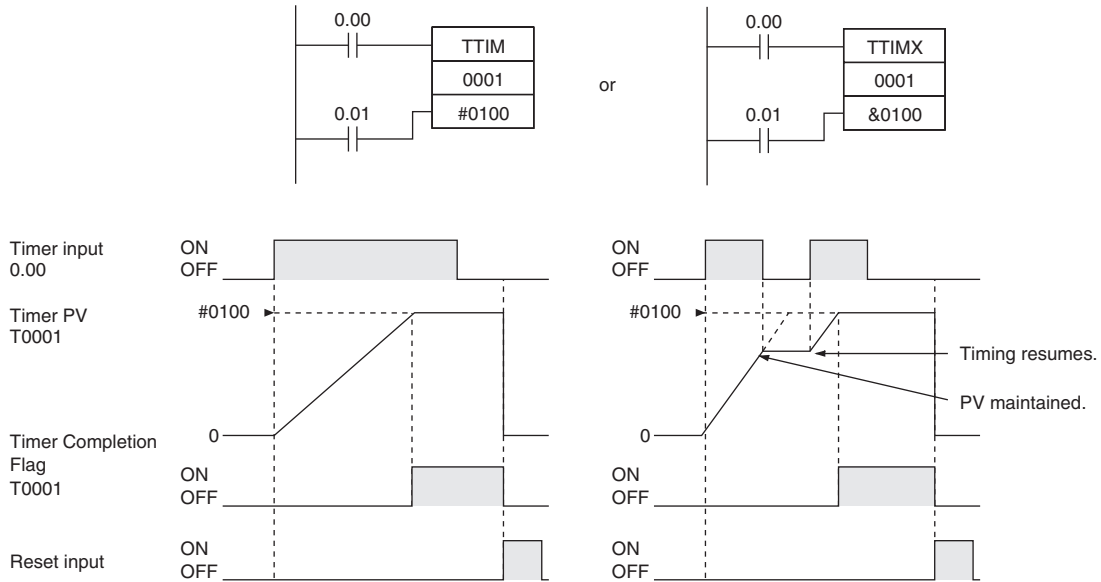 0.00
TTIM
0001
0.01
#0100
or
0.00
TTIMX
0001
0.01
&0100
Timer input
0.00
ON
OFF
ON
OFF
Timer PV
T0001
#0100
#0100
Timing resumes.
PV maintained.
0
0
Timer Completion
Flag
T0001
ON
OFF
ON
OFF
Reset input
ON
OFF
ON
OFF